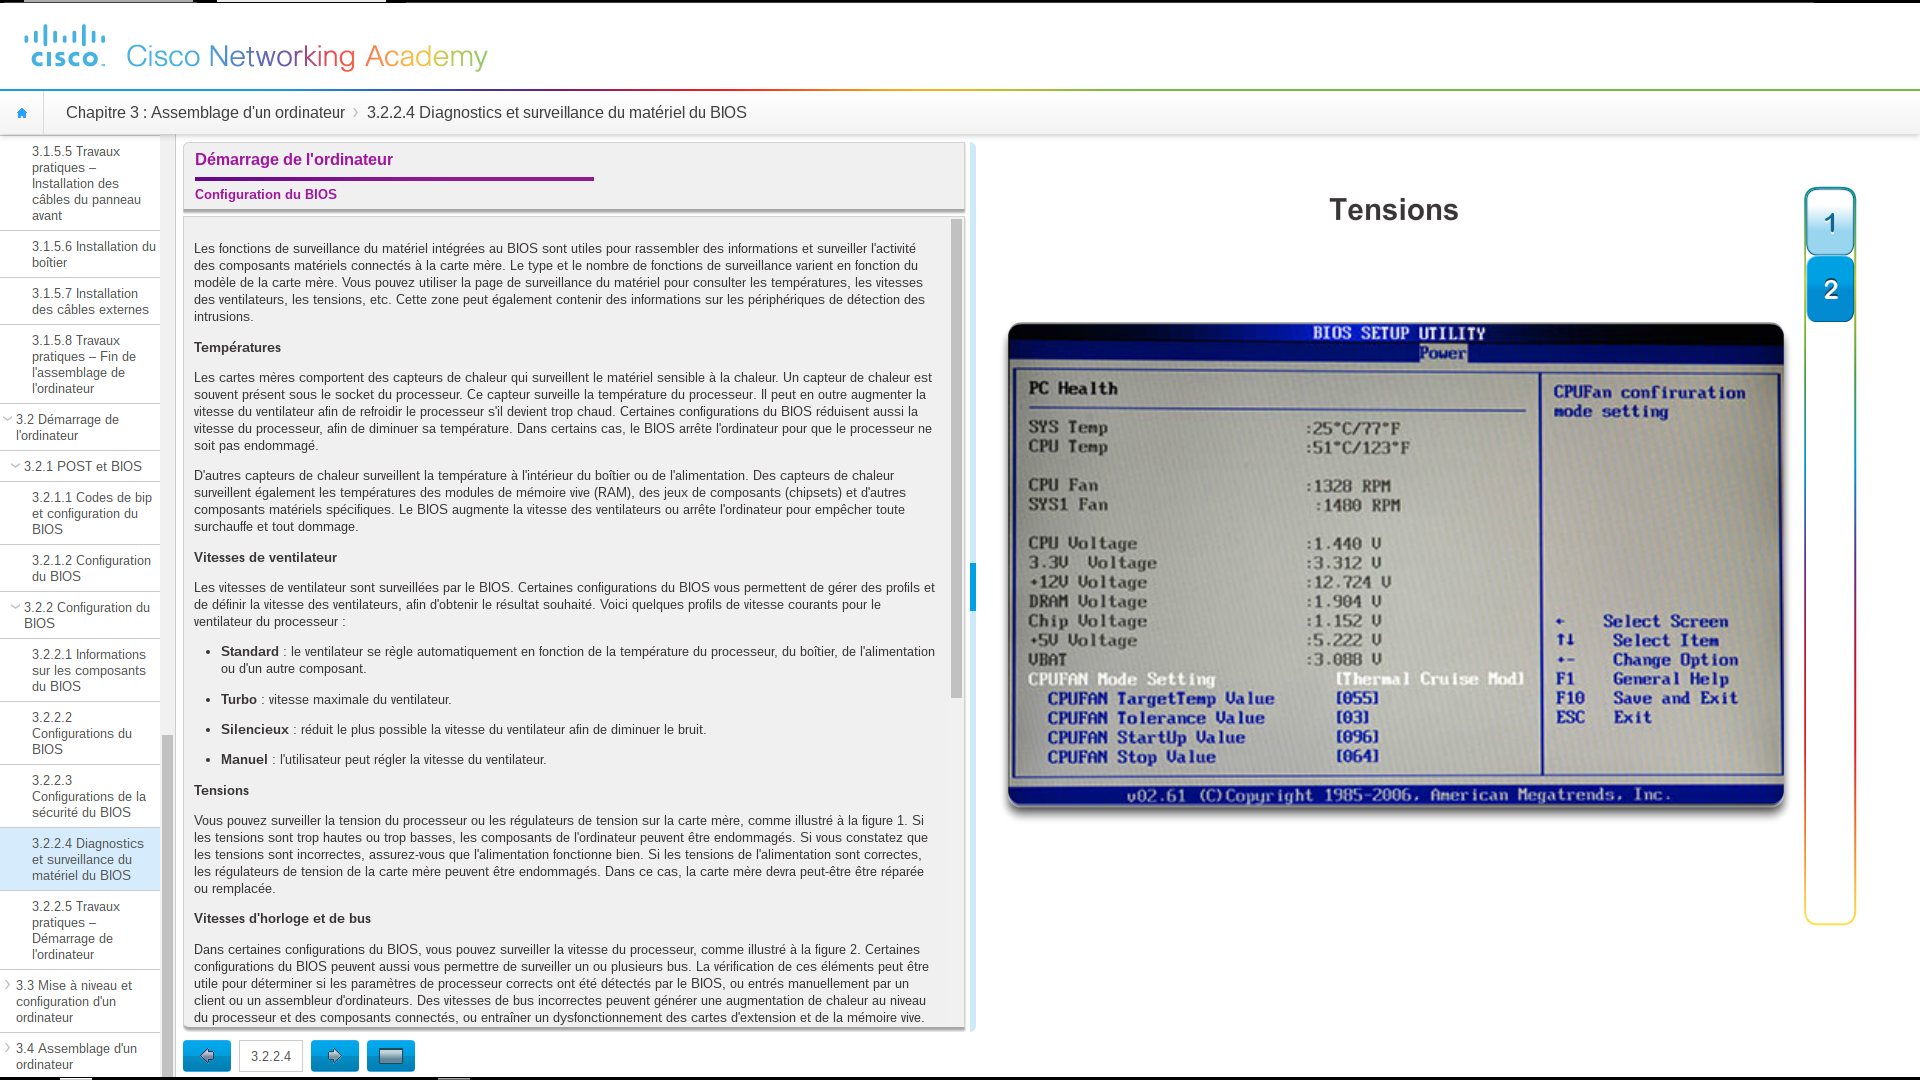 cisco.
Cisco Networking Academy
Chapitre 3 : Assemblage d'un ordinateur
3.2.2.4 Diagnostics et surveillance du matériel du BIOS
3.1.5.5 Travaux
pratiques –
Installation des
câbles du panneau
avant
3.1.5.6 Installation du
boîtier
3.1.5.7 Installation
des câbles externes
3.1.5.8 Travaux
pratiques – Fin de
l'assemblage de
l'ordinateur
3.2 Démarrage de
l'ordinateur
3.2.1 POST et BIOS
3.2.1.1 Codes de bip
et configuration du
BIOS
3.2.1.2 Configuration
du BIOS
3.2.2 Configuration du
BIOS
3.2.2.1 Informations
sur les composants
du BIOS
3.2.2.2
Configurations du
BIOS
3.2.2.3
Configurations de la
sécurité du BIOS
3.2.2.4 Diagnostics
et surveillance du
matériel du BIOS
3.2.2.5 Travaux
pratiques –
Démarrage de
l'ordinateur
3.3 Mise à niveau et
configuration d'un
ordinateur
3.4 Assemblage d'un
ordinateur
Démarrage de l'ordinateur
Configuration du BIOS
Les fonctions de surveillance du matériel intégrées au BIOS sont utiles pour rassembler des informations et surveiller l'activité
des composants matériels connectés à la carte mère. Le type et le nombre de fonctions de surveillance varient en fonction du
modèle de la carte mère. Vous pouvez utiliser la page de surveillance du matériel pour consulter les températures, les vitesses
des ventilateurs, les tensions, etc. Cette zone peut également contenir des informations sur les périphériques de détection des
intrusions.
Températures
Les cartes mères comportent des capteurs de chaleur qui surveillent le matériel sensible à la chaleur. Un capteur de chaleur est
souvent présent sous le socket du processeur. Ce capteur surveille la température du processeur. Il peut en outre augmenter la
vitesse du ventilateur afin de refroidir le processeur s'il devient trop chaud. Certaines configurations du BIOS réduisent aussi la
vitesse du processeur, afin de diminuer sa température. Dans certains cas, le BIOS arrête l'ordinateur pour que le processeur ne
soit pas endommagé.
D'autres capteurs de chaleur surveillent la température à l'intérieur du boîtier ou de l'alimentation. Des capteurs de chaleur
surveillent également les températures des modules de mémoire vive (RAM), des jeux de composants (chipsets) et d'autres
composants matériels spécifiques. Le BIOS augmente la vitesse des ventilateurs ou arrête l'ordinateur pour empêcher toute
surchauffe et tout dommage.
Vitesses de ventilateur
Les vitesses de ventilateur sont surveillées par le BIOS. Certaines configurations du BIOS vous permettent de gérer des profils et
de définir la vitesse des ventilateurs, afin d'obtenir le résultat souhaité. Voici quelques profils de vitesse courants pour le
ventilateur du processeur :
• Standard : le ventilateur se règle automatiquement en fonction de la température du processeur, du boîtier, de l'alimentation
ou d'un autre composant.
• Turbo : vitesse maximale du ventilateur.
• Silencieux : réduit le plus possible la vitesse du ventilateur afin de diminuer le bruit.
• Manuel : l'utilisateur peut régler la vitesse du ventilateur.
Tensions
Vous pouvez surveiller la tension du processeur ou les régulateurs de tension sur la carte mère, comme illustré à la figure 1. Si
les tensions sont trop hautes ou trop basses, les composants de l'ordinateur peuvent être endommagés. Si vous constatez que
les tensions sont incorrectes, assurez-vous que l'alimentation fonctionne bien. Si les tensions de l'alimentation sont correctes,
les régulateurs de tension de la carte mère peuvent être endommagés. Dans ce cas, la carte mère devra peut-être être réparée
ou remplacée.
Vitesses d'horloge et de bus
Dans certaines configurations du BIOS, vous pouvez surveiller la vitesse du processeur, comme illustré à la figure 2. Certaines
configurations du BIOS peuvent aussi vous permettre de surveiller un ou plusieurs bus. La vérification de ces éléments peut être
utile pour déterminer si les paramètres de processeur corrects ont été détectés par le BIOS, ou entrés manuellement par un
client ou un assembleur d'ordinateurs. Des vitesses de bus incorrectes peuvent générer une augmentation de chaleur au niveau
du processeur et des composants connectés, ou entraîner un dysfonctionnement des cartes d'extension et de la mémoire vive.
3.2.2.4
Tensions
1
2
BIOS SETUP UTILITY
Power
PC Health
SYS Temp :25°C/77°F
CPU Temp :51°C/123°F
CPU Fan :1328 RPM
SYS1 Fan :1480 RPM
CPU Voltage :1.440 V
3.3V Voltage :3.312 V
+12V Voltage :12.724 V
DRAM Voltage :1.904 V
Chip Voltage :1.152 V
+5V Voltage :5.222 V
VBAT :3.088 V
CPUFAN Mode Setting [Thermal Cruise Mod]
CPUFAN TargetTemp Value [055]
CPUFAN Tolerance Value [03]
CPUFAN StartUp Value [096]
CPUFAN Stop Value [064]
CPUFan confiruration
mode setting
← Select Screen
↑↓ Select Item
+- Change Option
F1 General Help
F10 Save and Exit
ESC Exit
v02.61 (C)Copyright 1985-2006, American Megatrends, Inc.